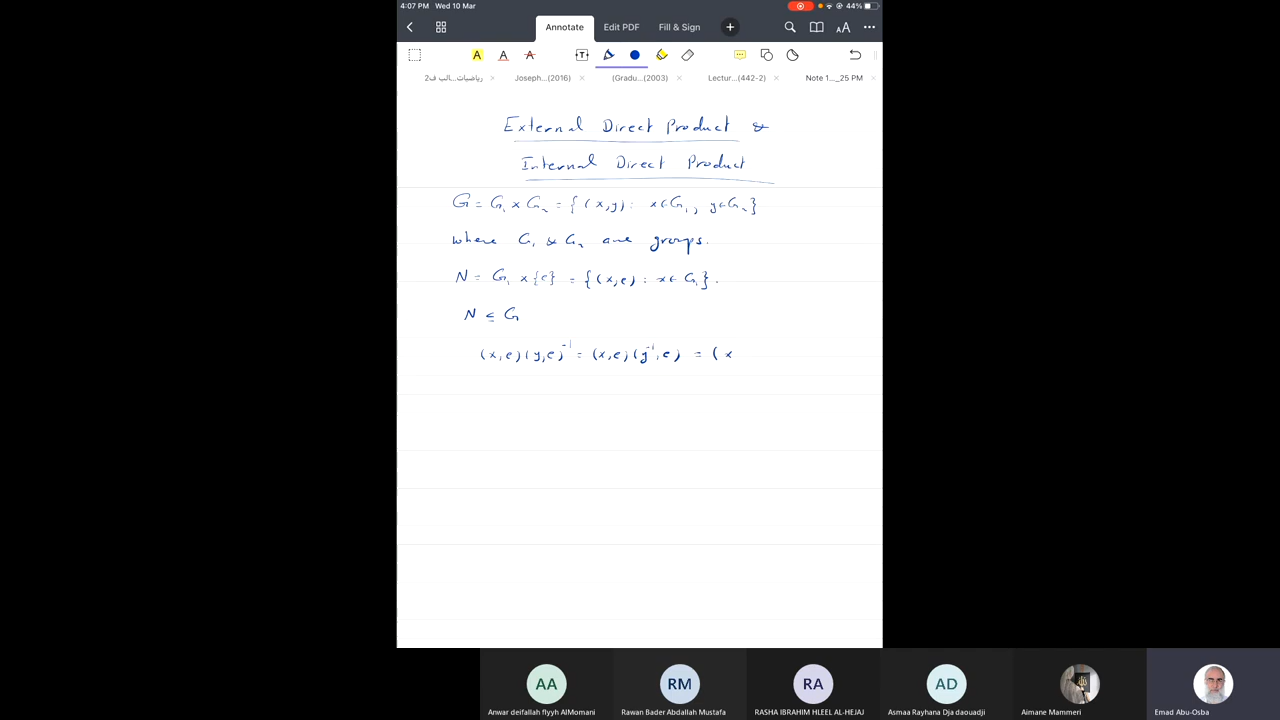 4:07 PM Wed 10 Mar 44%
Annotate Edit PDF Fill & Sign
رياضيات...الب ف2 Joseph...(2016) (Gradu...(2003) Lectur...(442-2) Note 1..._25 PM
External Direct Product &
Internal Direct Product
G = G₁ × G₂ = { (x,y) : x∈G₁, y∈G₂ }
where G₁ & G₂ are groups.
N = G₁ × {e} = { (x,e) : x∈G₁ }.
N ≤ G
(x,e)(y,e)⁻¹ = (x,e)(y⁻¹,e) = (x
AA RM RA AD
Anwar deifallah flyyh AlMomani Rawan Bader Abdallah Mustafa RASHA IBRAHIM HLEEL AL-HEJAJ Asmaa Rayhana Dja daouadji Aimane Mammeri Emad Abu-Osba